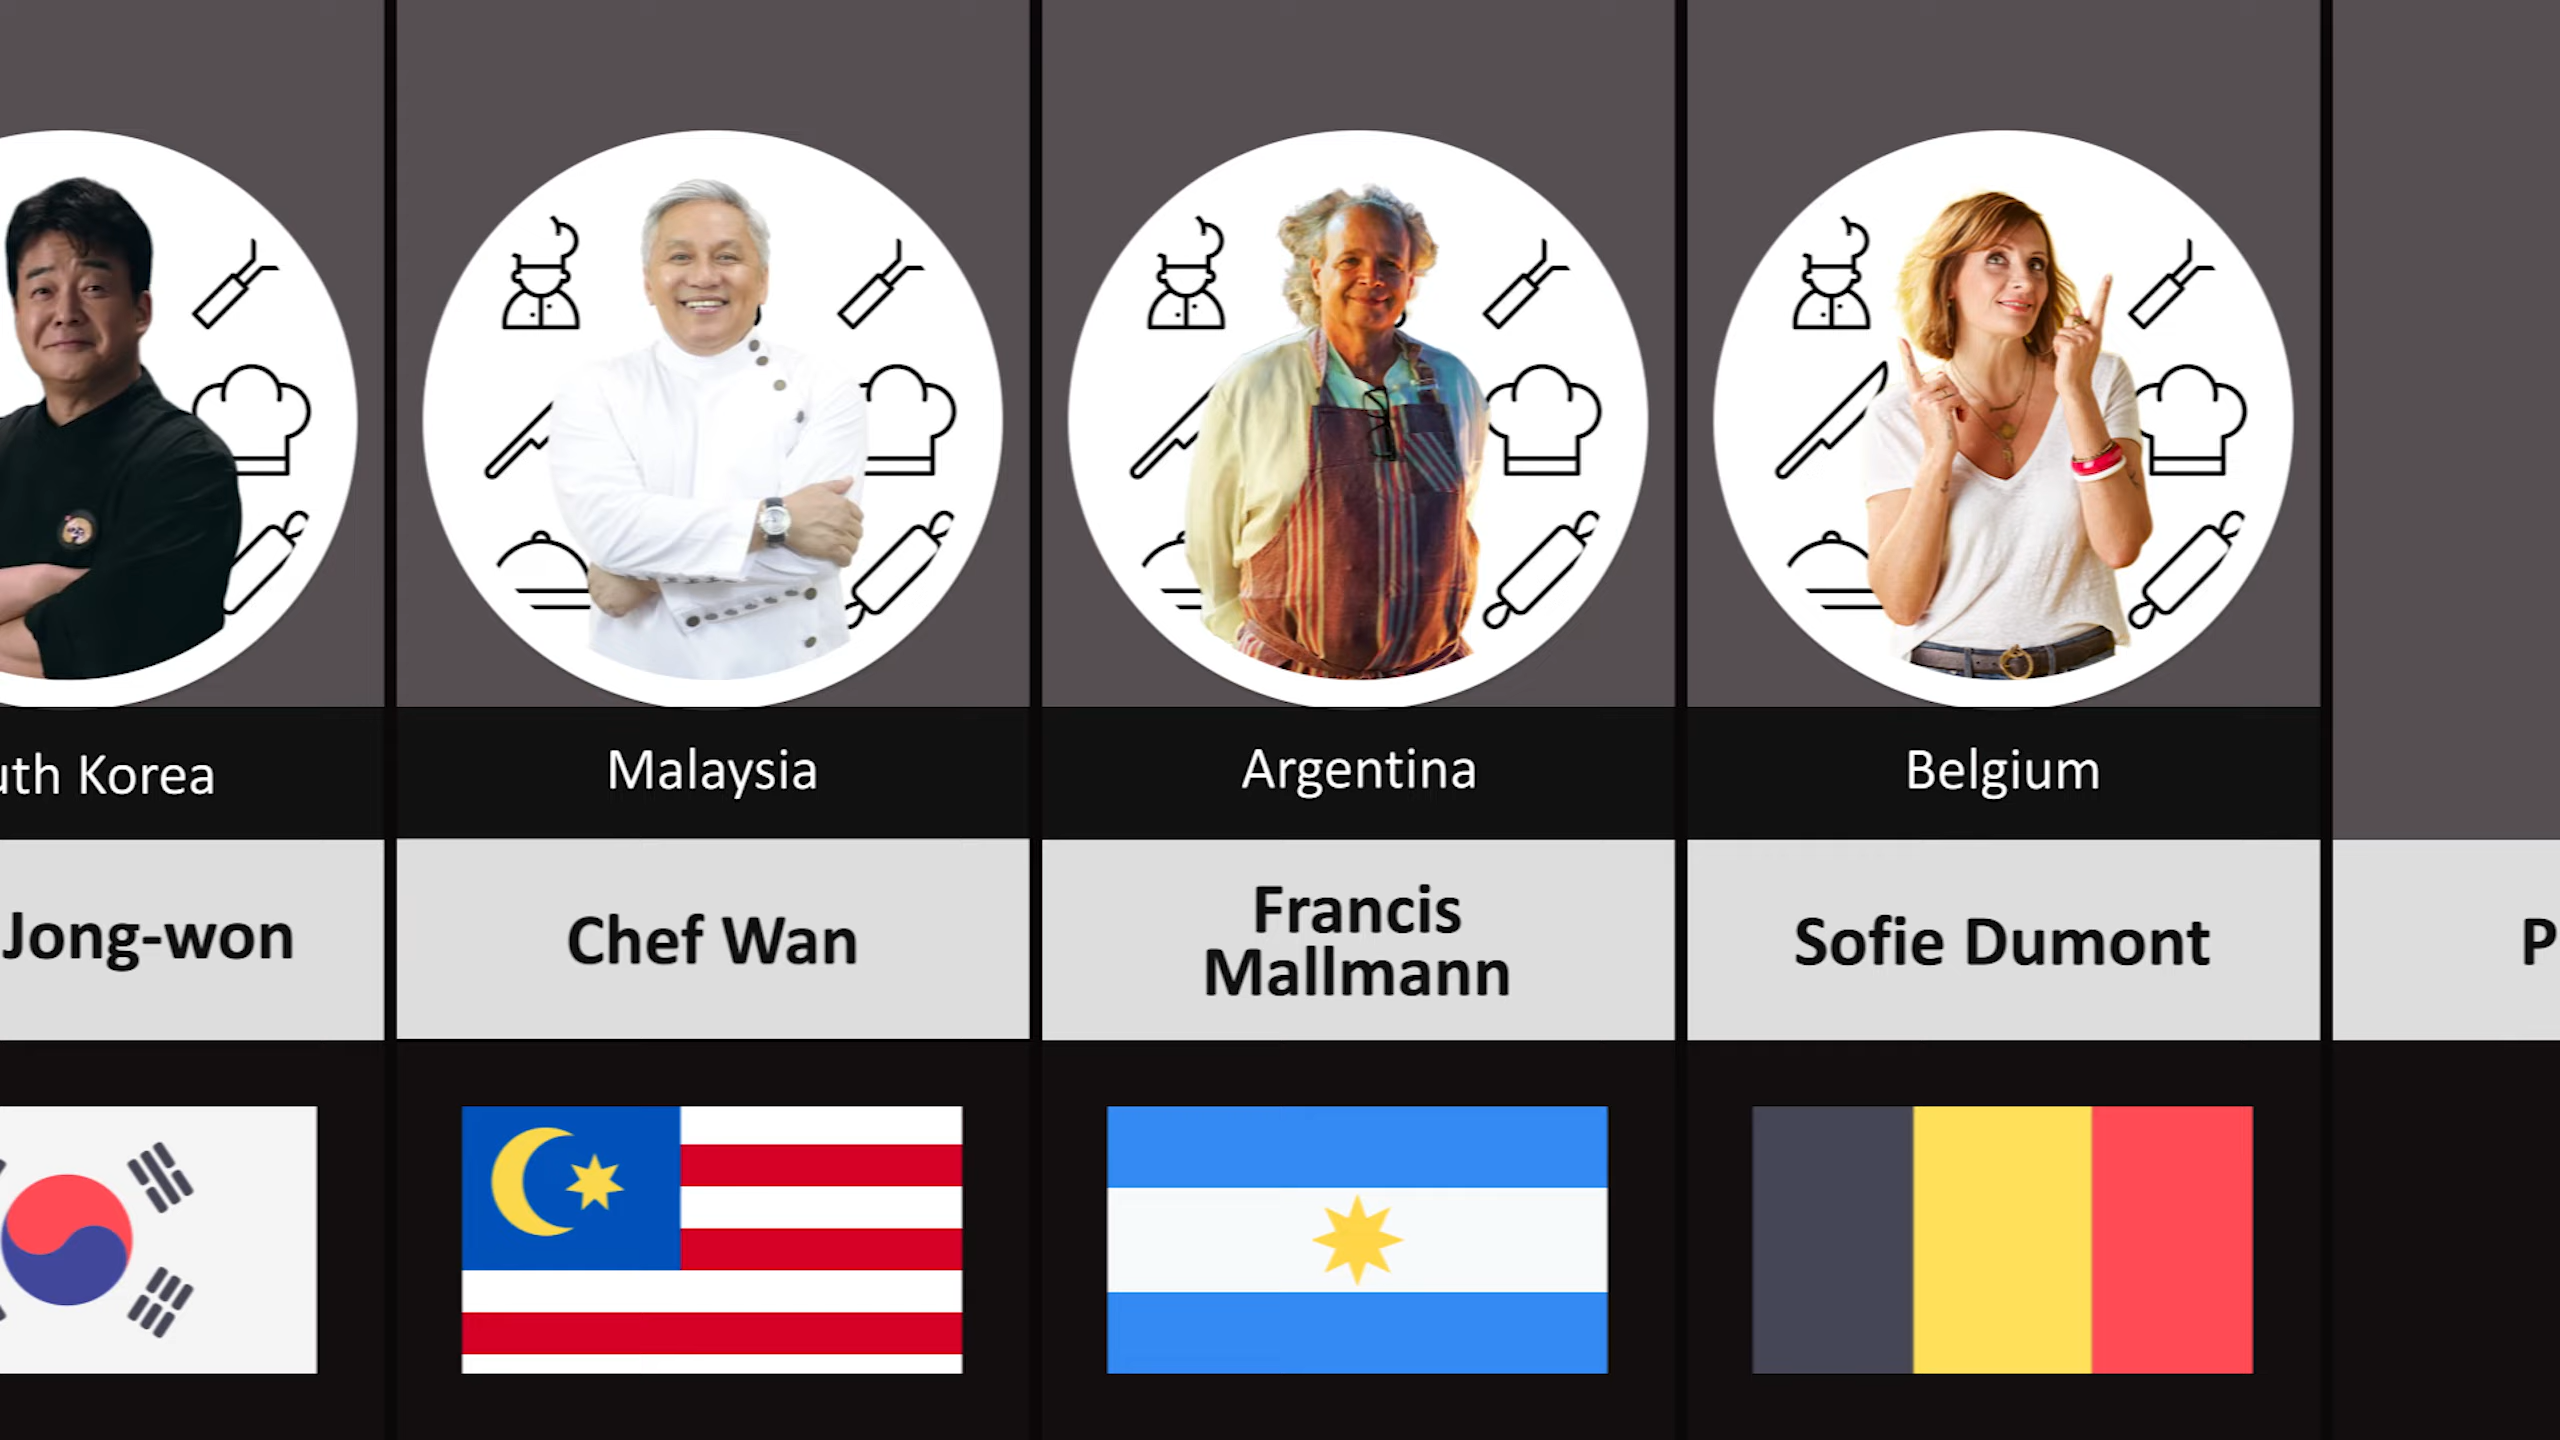 uth Korea
Malaysia
Argentina
Belgium
Jong-won
Chef Wan
Francis
Mallmann
Sofie Dumont
P